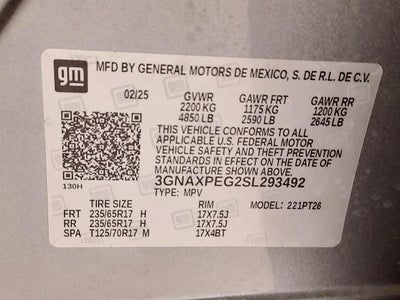 gm MFD BY GENERAL MOTORS DE MEXICO, S. DE R.L. DE C.V.
02/25 GVWR GAWR FRT GAWR RR
2200 KG 1175 KG 1200 KG
4850 LB 2590 LB 2645 LB
THIS VEHICLE CONFORMS TO ALL
APPLICABLE U.S. FEDERAL MOTOR
VEHICLE SAFETY AND THEFT PREVENTION
STANDARDS IN EFFECT ON THE DATE
OF MANUFACTURE SHOWN ABOVE.
130H 3GNAXPEG2SL293492
TYPE: MPV
TIRE SIZE RIM MODEL: 221PT26
FRT 235/65R17 H 17X7.5J
RR 235/65R17 H 17X7.5J
SPA T125/70R17 M 17X4BT